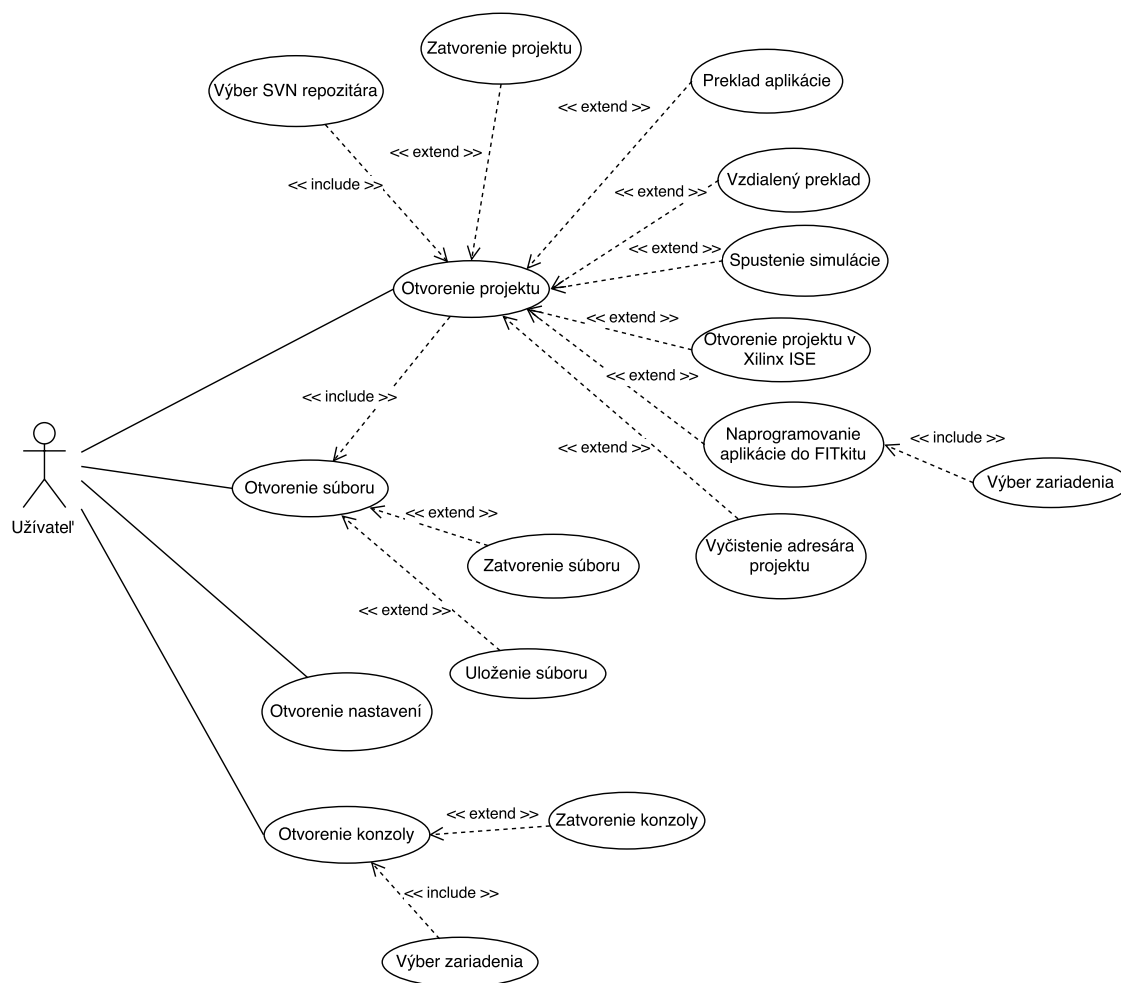 Zatvorenie projektu
Výber SVN repozitára
Preklad aplikácie
<< extend >>
<< extend >>
<< include >>
Vzdialený preklad
<< extend >>
<< extend >>
Spustenie simulácie
Otvorenie projektu
<< extend >>
Otvorenie projektu v
Xilinx ISE
<< extend >>
<< include >>
Naprogramovanie
aplikácie do FITkitu
<< include >>
<< extend >>
Výber zariadenia
Otvorenie súboru
<< extend >>
Užívateľ
Vyčistenie adresára
projektu
Zatvorenie súboru
<< extend >>
Uloženie súboru
Otvorenie nastavení
<< extend >>
Zatvorenie konzoly
Otvorenie konzoly
<< include >>
Výber zariadenia